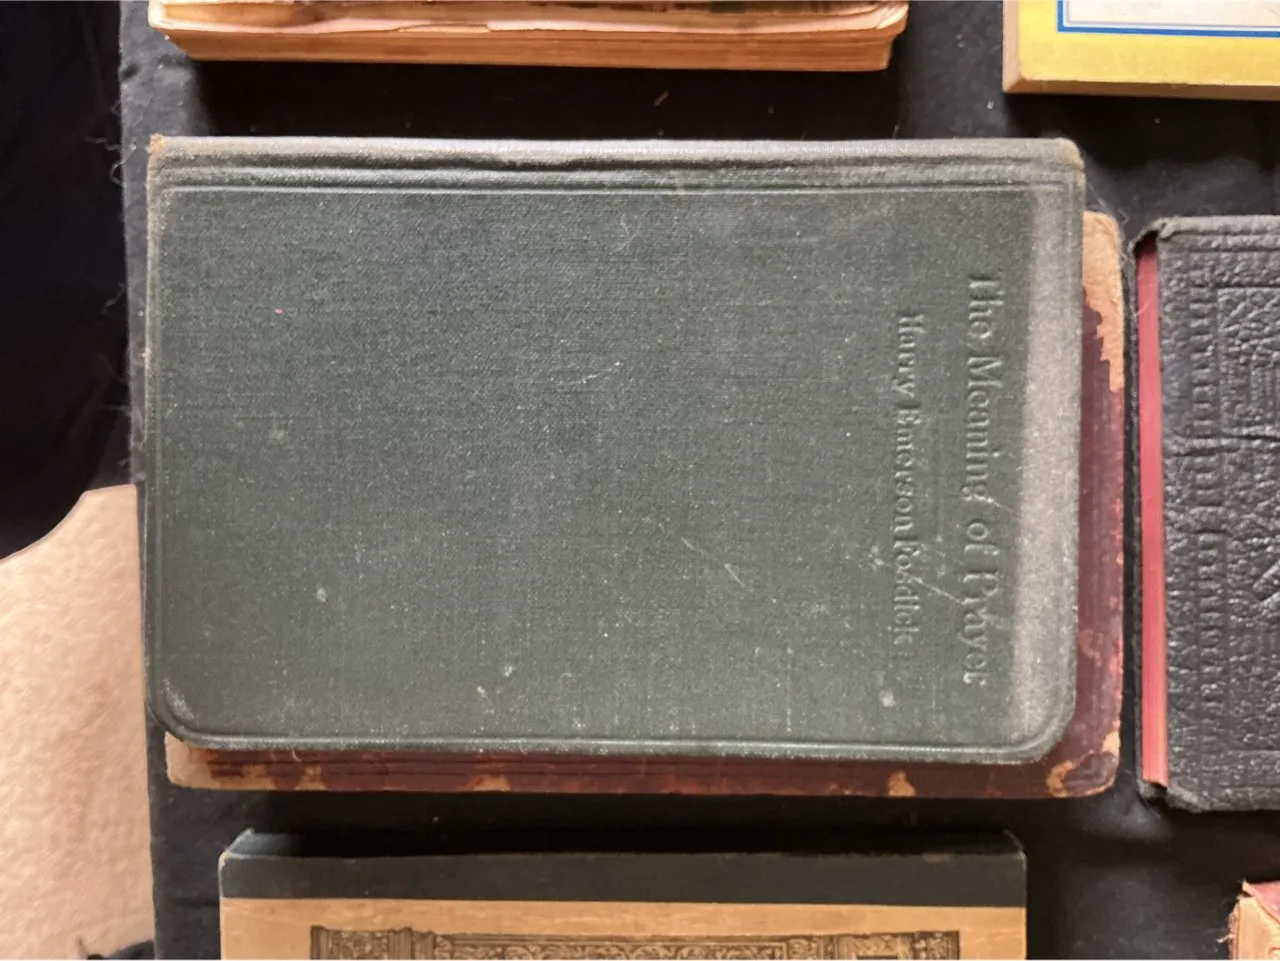 The Meaning of Prayer
Harry Emerson Fosdick